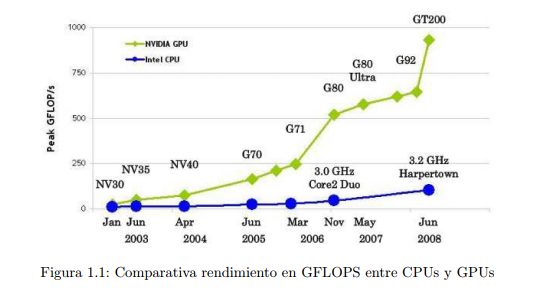 GT200
1000
NVIDIA GPU
Intel CPU
G80
Ultra
G92
750
G80
Peak GFLOP/s
500
G71
250
NV30
NV35
NV40
G70
3.0 GHz
Core2 Duo
3.2 GHz
Harpertown
0
Jan Jun Apr Jun Mar Nov May Jun
2003 2004 2005 2006 2007 2008
Figura 1.1: Comparativa rendimiento en GFLOPS entre CPUs y GPUs